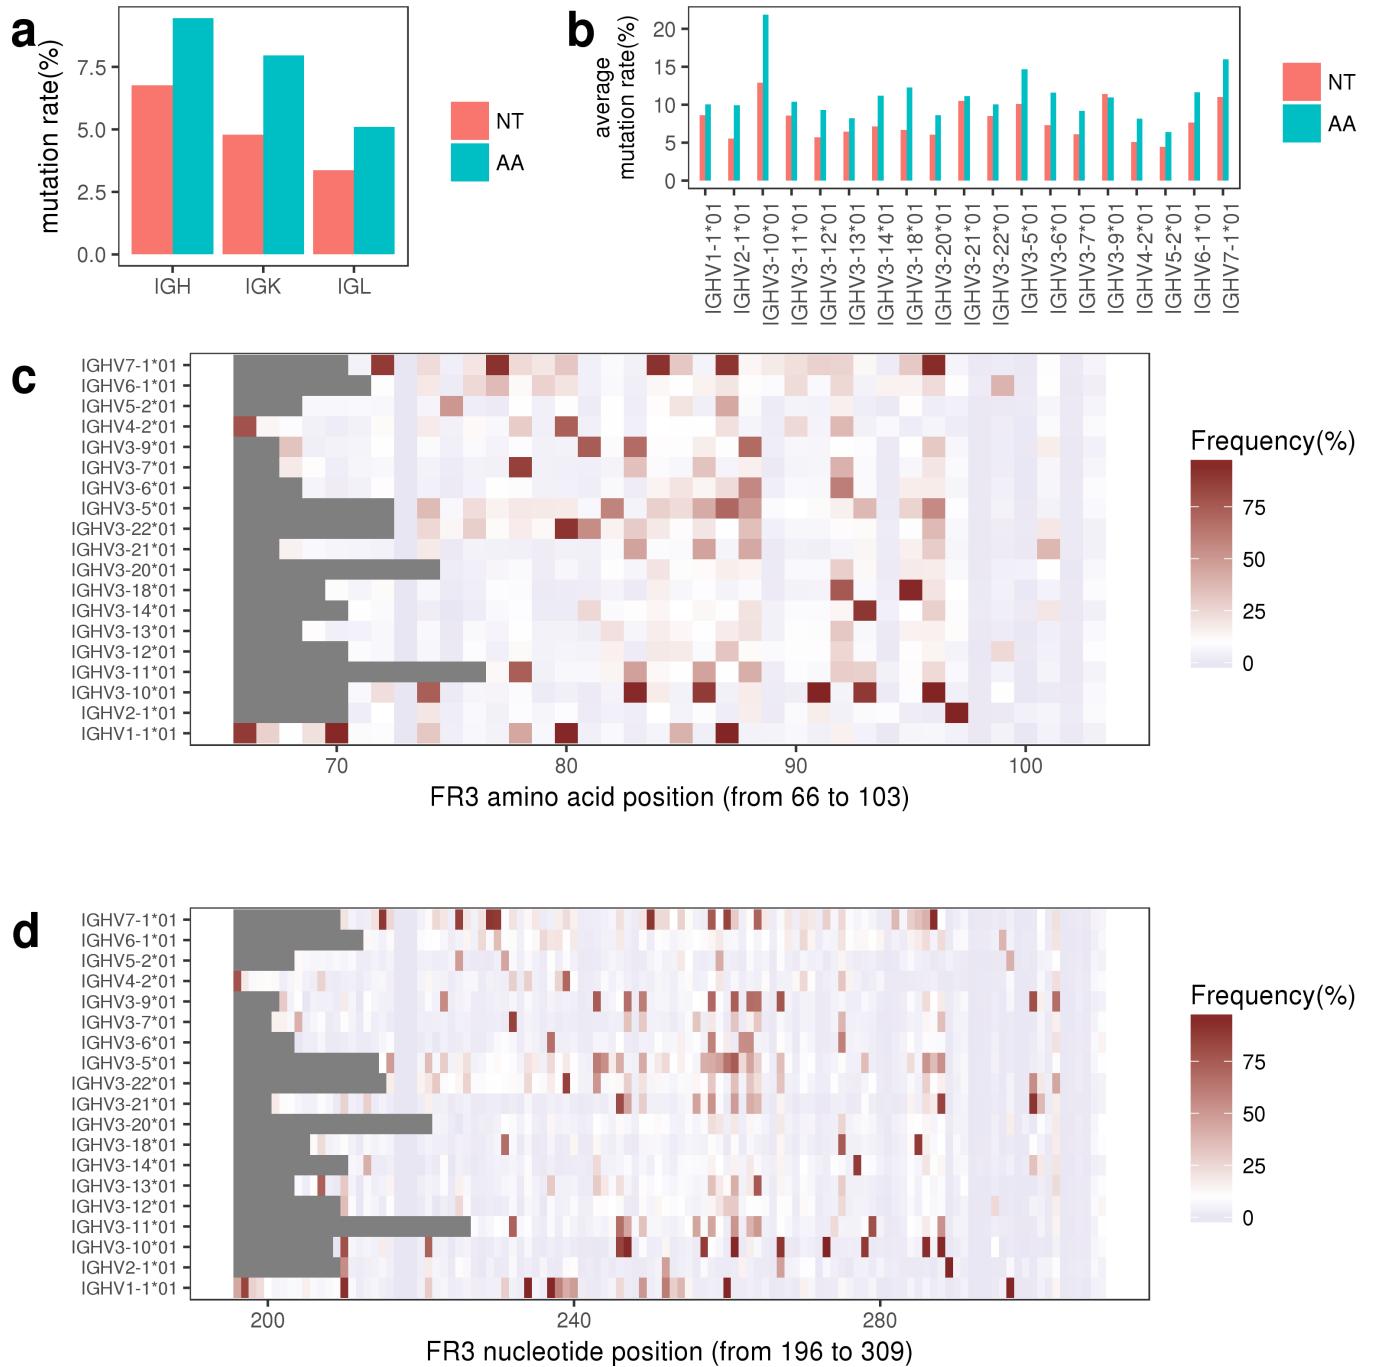 a
mutation rate(%)
7.5
5.0
2.5
0.0
IGH
IGK
IGL
NT
AA
b
average
mutation rate(%)
20
15
10
5
0
IGHV1-1*01
IGHV2-1*01
IGHV3-10*01
IGHV3-11*01
IGHV3-12*01
IGHV3-13*01
IGHV3-14*01
IGHV3-18*01
IGHV3-20*01
IGHV3-21*01
IGHV3-22*01
IGHV3-5*01
IGHV3-6*01
IGHV3-7*01
IGHV3-9*01
IGHV4-2*01
IGHV5-2*01
IGHV6-1*01
IGHV7-1*01
NT
AA
c
IGHV7-1*01
IGHV6-1*01
IGHV5-2*01
IGHV4-2*01
IGHV3-9*01
IGHV3-7*01
IGHV3-6*01
IGHV3-5*01
IGHV3-22*01
IGHV3-21*01
IGHV3-20*01
IGHV3-18*01
IGHV3-14*01
IGHV3-13*01
IGHV3-12*01
IGHV3-11*01
IGHV3-10*01
IGHV2-1*01
IGHV1-1*01
70
80
90
100
FR3 amino acid position (from 66 to 103)
Frequency(%)
75
50
25
0
d
IGHV7-1*01
IGHV6-1*01
IGHV5-2*01
IGHV4-2*01
IGHV3-9*01
IGHV3-7*01
IGHV3-6*01
IGHV3-5*01
IGHV3-22*01
IGHV3-21*01
IGHV3-20*01
IGHV3-18*01
IGHV3-14*01
IGHV3-13*01
IGHV3-12*01
IGHV3-11*01
IGHV3-10*01
IGHV2-1*01
IGHV1-1*01
200
240
280
FR3 nucleotide position (from 196 to 309)
Frequency(%)
75
50
25
0